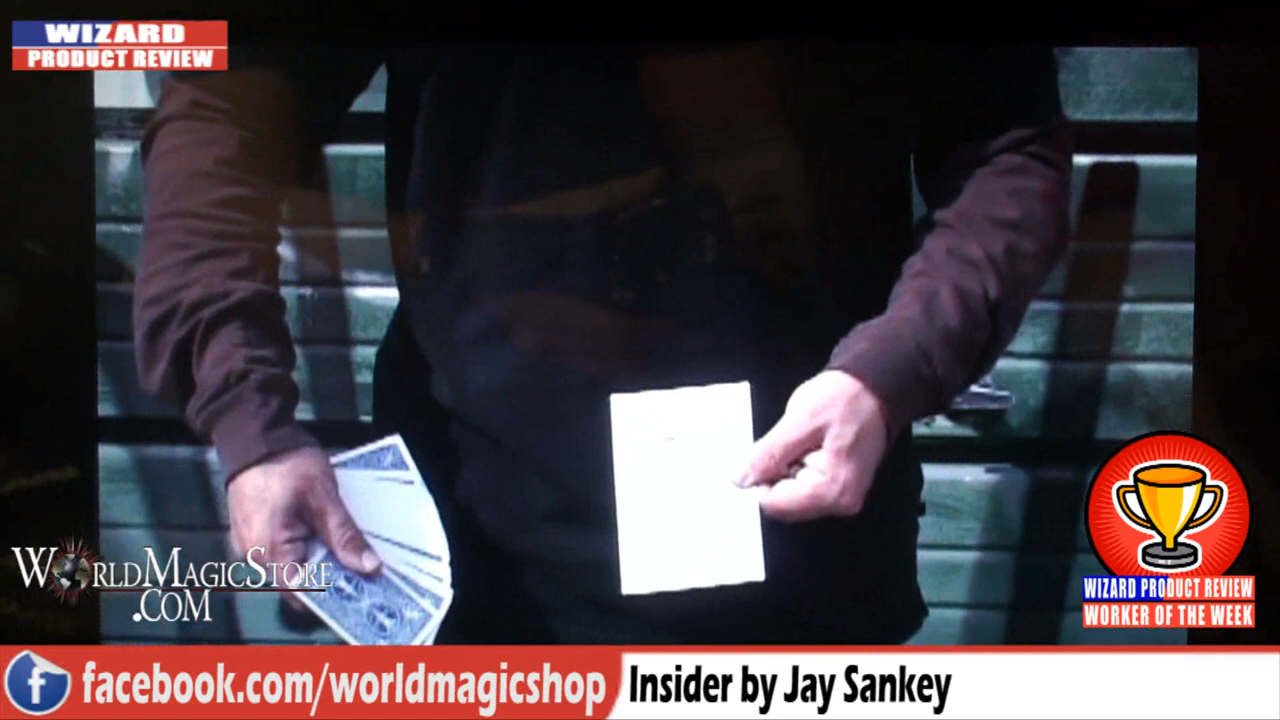 WIZARD
PRODUCT REVIEW
WORLDMAGICSTORE
.COM
WIZARD PRODUCT REVIEW
WORKER OF THE WEEK
facebook.com/worldmagicshop
Insider by Jay Sankey